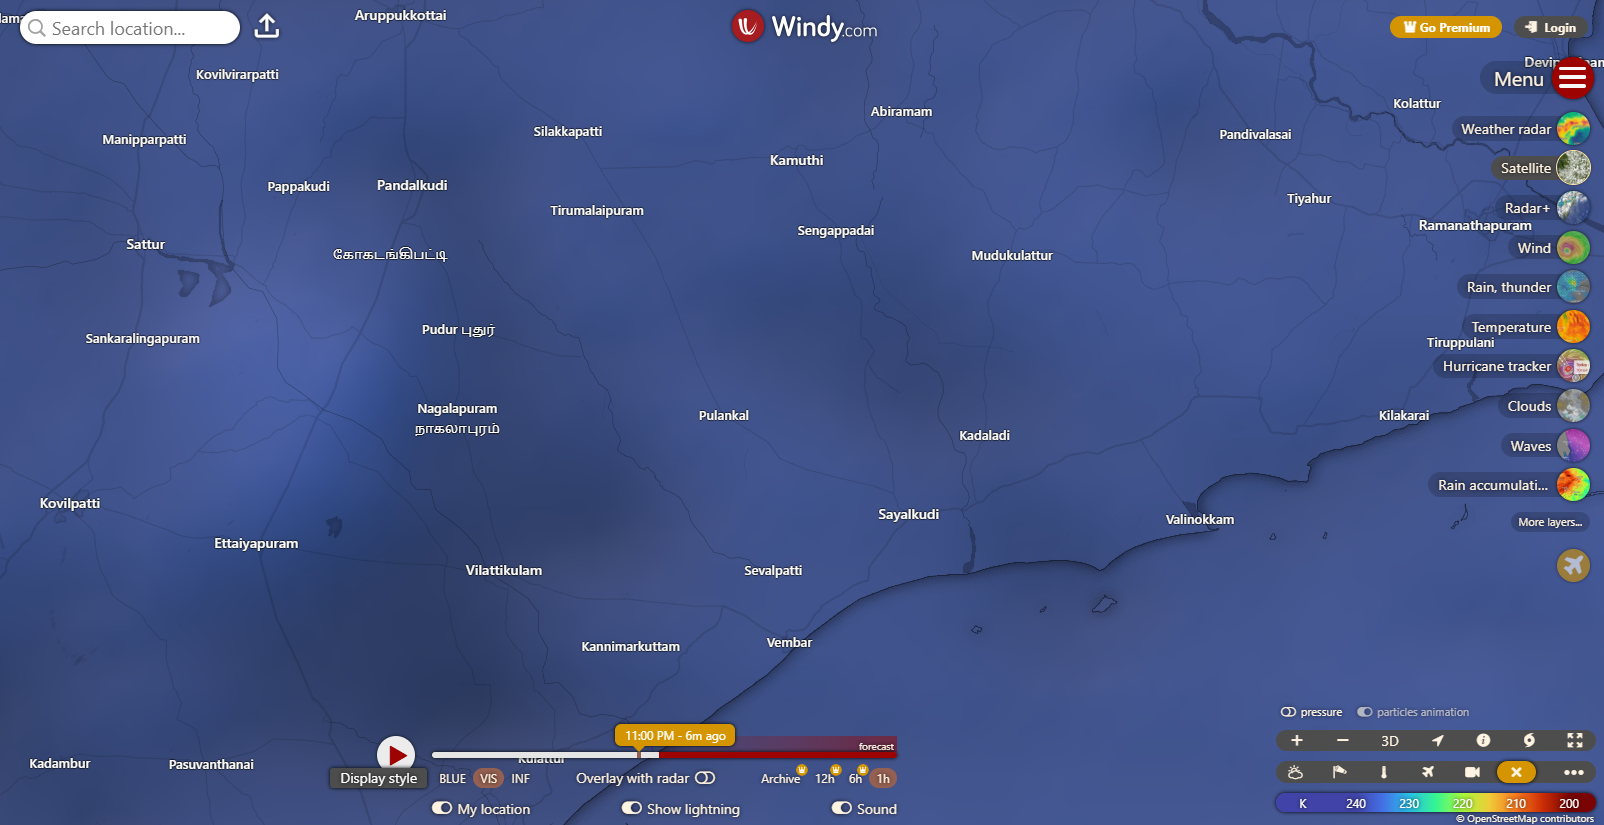 Search location...
Windy.com
Go Premium
Login
Menu
Weather radar
Satellite
Radar+
Wind
Rain, thunder
Temperature
Hurricane tracker
Clouds
Waves
Rain accumulati...
More layers...
Aruppukkottai
Kovilvirarpatti
Kolattur
Abiramam
Silakkapatti
Pandivalasai
Manipparpatti
Kamuthi
Pappakudi
Pandalkudi
Tiyahur
Tirumalaipuram
Ramanathapuram
Sengappadai
Sattur
கோகடங்கிபட்டி
Mudukulattur
Pudur புதுர்
Sankaralingapuram
Tiruppulani
Nagalapuram
நாகலாபுரம்
Pulankal
Kilakarai
Kadaladi
Kovilpatti
Sayalkudi
Valinokkam
Ettaiyapuram
Vilattikulam
Sevalpatti
Kannimarkuttam
Vembar
Kadambur
Pasuvanthanai
pressure
particles animation
11:00 PM - 6m ago
forecast
3D
Display style
BLUE VIS INF
Overlay with radar
Archive 12h 6h 1h
My location
Show lightning
Sound
K 240 230 220 210 200
© OpenStreetMap contributors